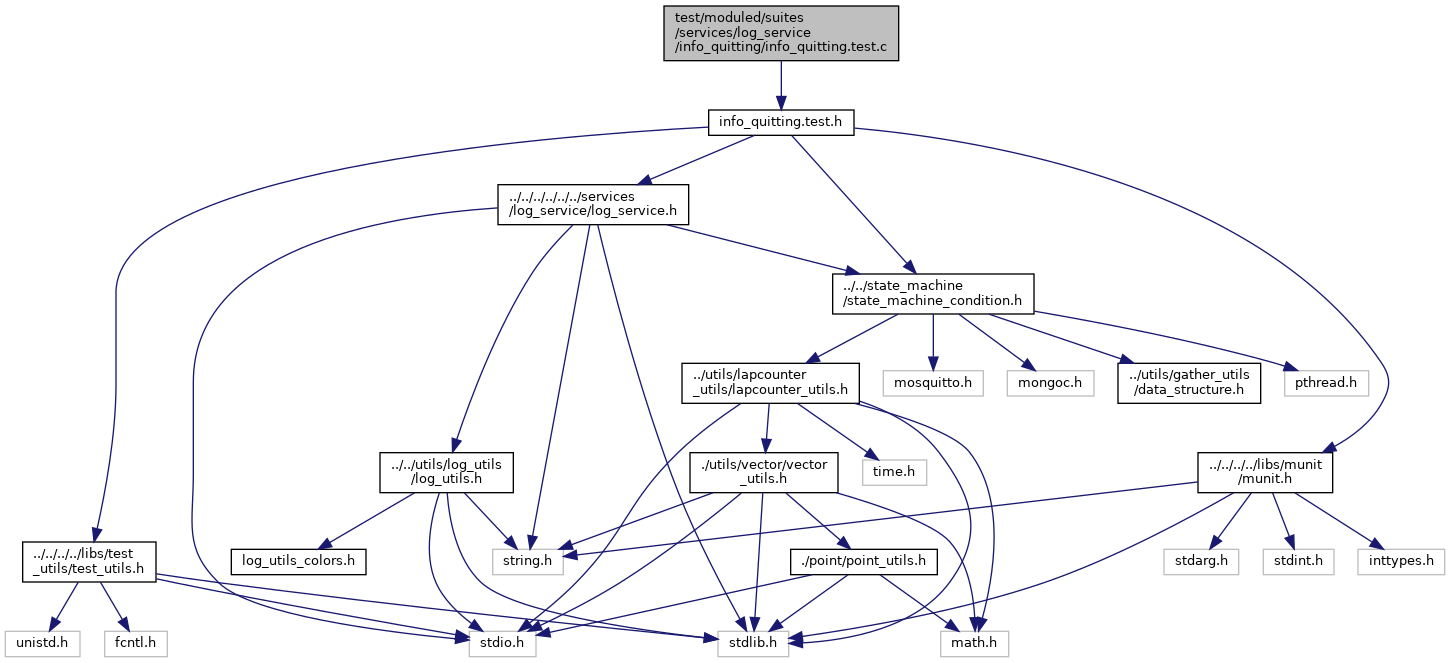 test/moduled/suites
/services/log_service
/info_quitting/info_quitting.test.c
info_quitting.test.h
../../../../../../services
/log_service/log_service.h
../../state_machine
/state_machine_condition.h
../utils/lapcounter
_utils/lapcounter_utils.h
mosquitto.h
mongoc.h
../utils/gather_utils
/data_structure.h
pthread.h
../../utils/log_utils
/log_utils.h
./utils/vector/vector
_utils.h
time.h
../../../../libs/munit
/munit.h
../../../../libs/test
_utils/test_utils.h
log_utils_colors.h
string.h
./point/point_utils.h
stdarg.h
stdint.h
inttypes.h
unistd.h
fcntl.h
stdio.h
stdlib.h
math.h